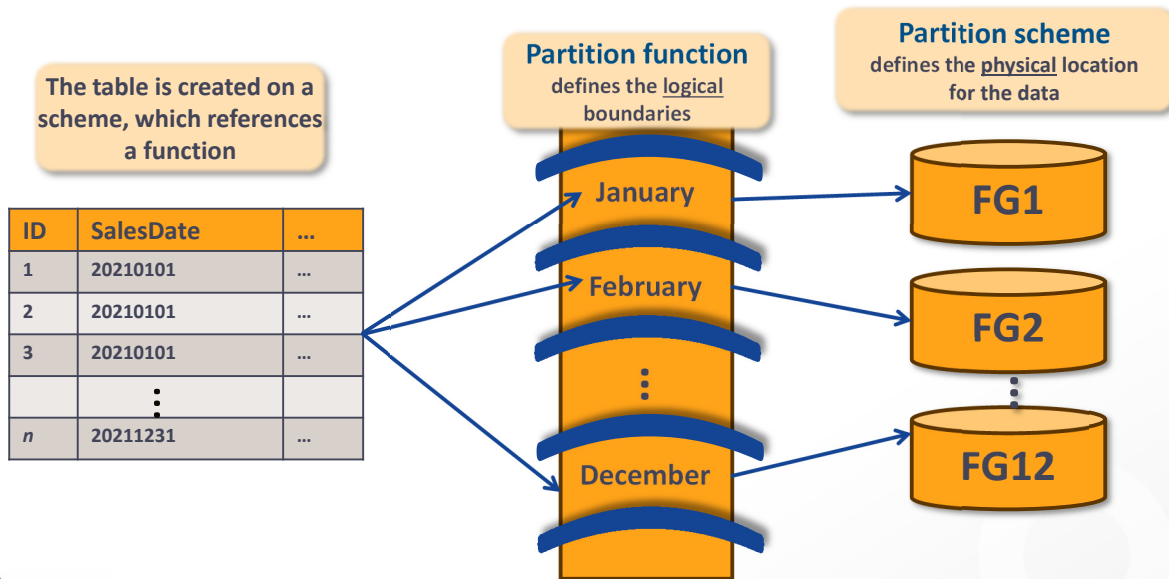 The table is created on a
scheme, which references
a function
Partition function
defines the logical
boundaries
Partition scheme
defines the physical location
for the data
ID SalesDate ...
1 20210101 ...
2 20210101 ...
3 20210101 ...
⋮
n 20211231 ...
January
February
⋮
December
FG1
FG2
⋮
FG12